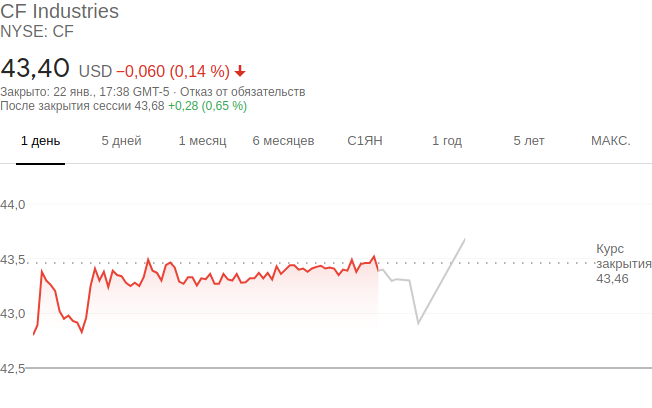 CF Industries
NYSE: CF
43,40 USD −0,060 (0,14 %)
Закрыто: 22 янв., 17:38 GMT-5 · Отказ от обязательств
После закрытия сессии 43,68 +0,28 (0,65 %)
1 день 5 дней 1 месяц 6 месяцев С1ЯН 1 год 5 лет МАКС.
44,0
43,5
Курс
закрытия
43,46
43,0
42,5